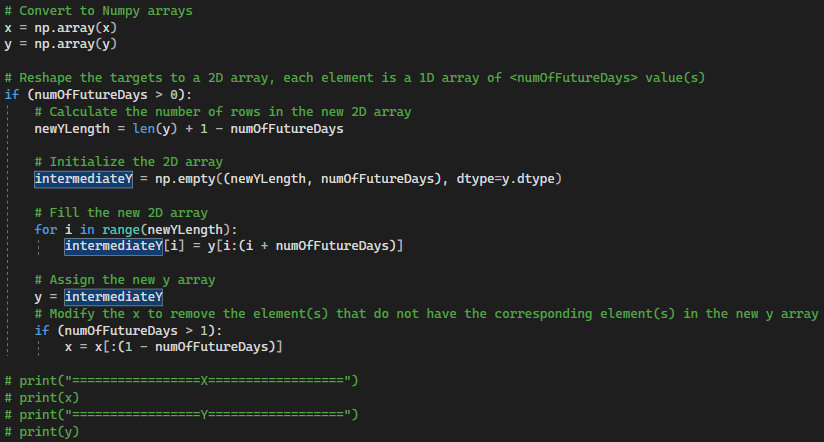 # Convert to Numpy arrays
x = np.array(x)
y = np.array(y)
# Reshape the targets to a 2D array, each element is a 1D array of <numOfFutureDays> value(s)
if (numOfFutureDays > 0):
# Calculate the number of rows in the new 2D array
newYLength = len(y) + 1 - numOfFutureDays
# Initialize the 2D array
intermediateY = np.empty((newYLength, numOfFutureDays), dtype=y.dtype)
# Fill the new 2D array
for i in range(newYLength):
intermediateY[i] = y[i:(i + numOfFutureDays)]
# Assign the new y array
y = intermediateY
# Modify the x to remove the element(s) that do not have the corresponding element(s) in the new y array
if (numOfFutureDays > 1):
x = x[:(1 - numOfFutureDays)]
# print("=================X==================")
# print(x)
# print("=================Y==================")
# print(y)